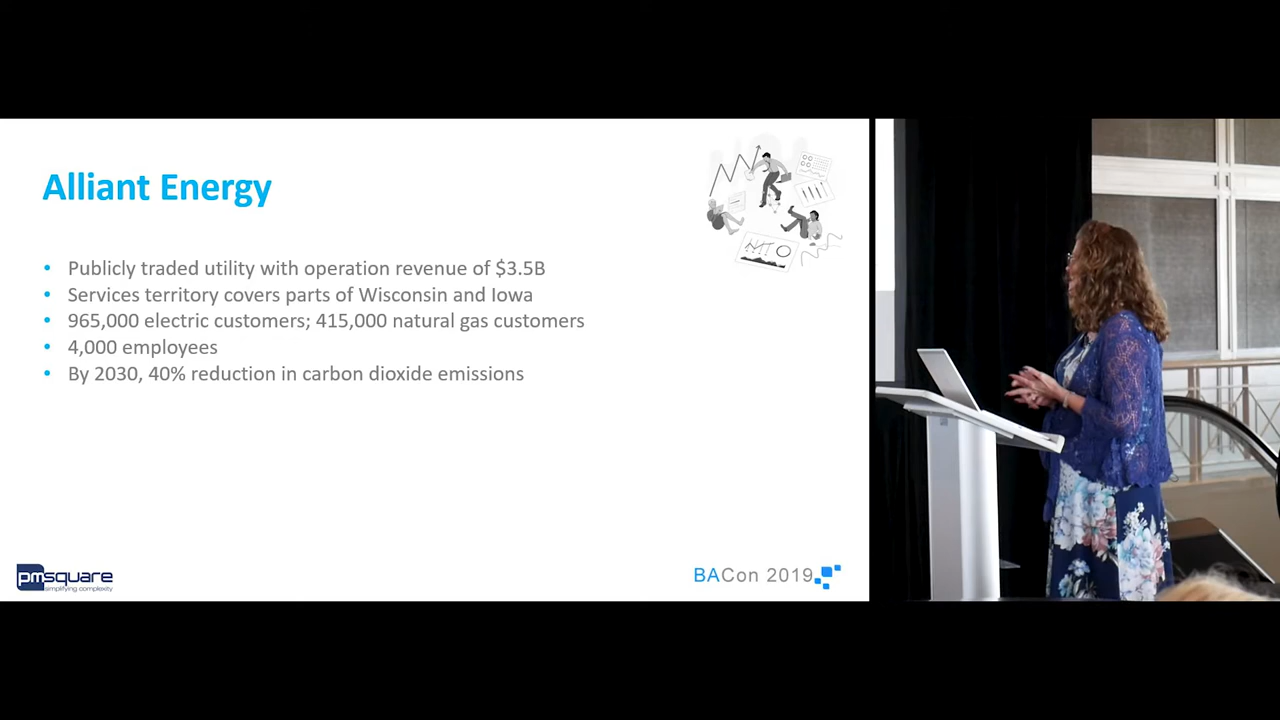 Alliant Energy
• Publicly traded utility with operation revenue of $3.5B
• Services territory covers parts of Wisconsin and Iowa
• 965,000 electric customers; 415,000 natural gas customers
• 4,000 employees
• By 2030, 40% reduction in carbon dioxide emissions
pmsquare
simplifying complexity
BACon 2019